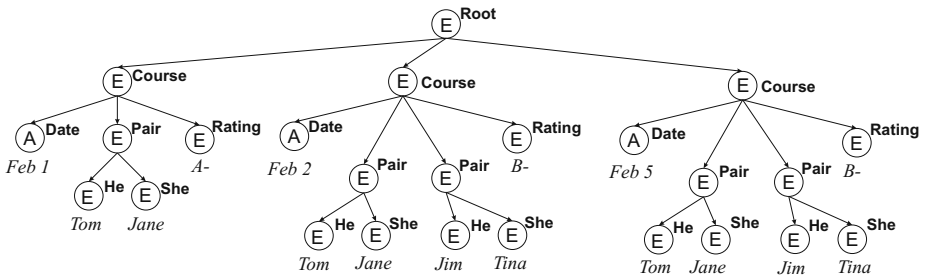 E Root
E Course E Course E Course
A Date E Pair E Rating A Date E Rating A Date E Rating
Feb 1 A- Feb 2 B- Feb 5 B-
E Pair E Pair E Pair E Pair
E He E She
Tom Jane
E He E She E He E She E He E She E He E She
Tom Jane Jim Tina Tom Jane Jim Tina